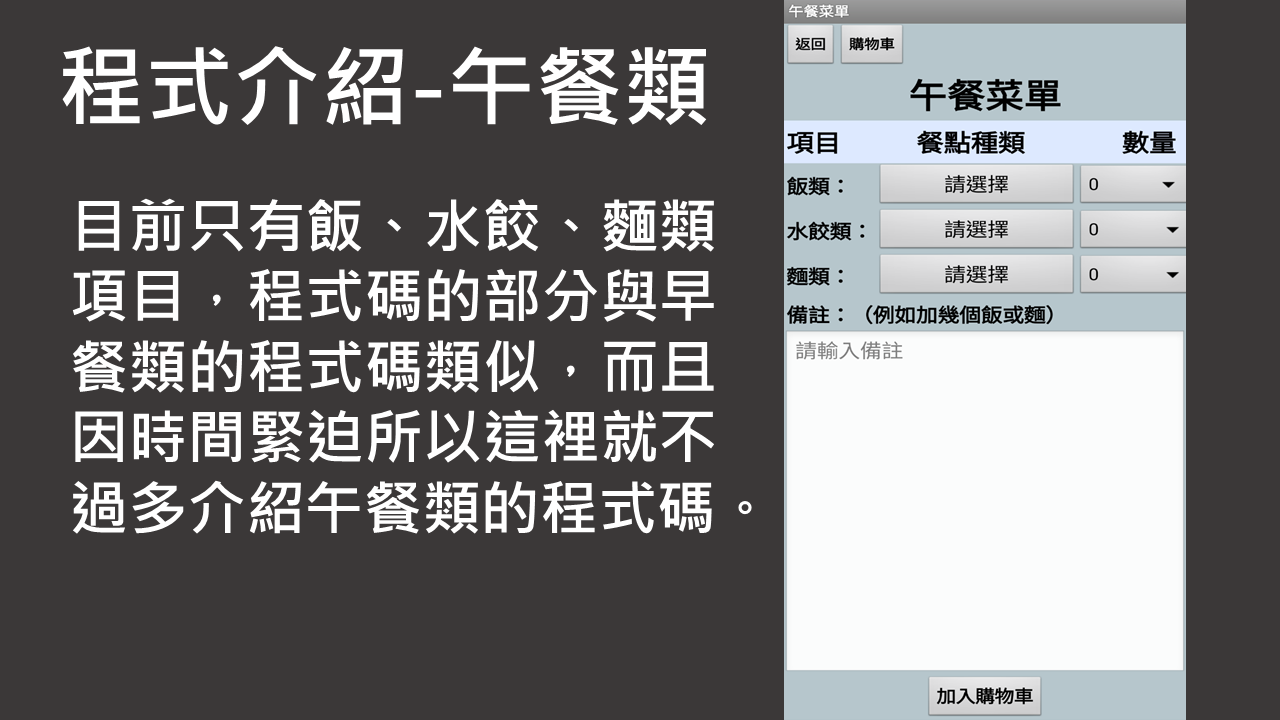 程式介紹-午餐類
目前只有飯、水餃、麵類
項目，程式碼的部分與早
餐類的程式碼類似，而且
因時間緊迫所以這裡就不
過多介紹午餐類的程式碼。
午餐菜單
返回 購物車
午餐菜單
項目 餐點種類 數量
飯類： 請選擇 0
水餃類： 請選擇 0
麵類： 請選擇 0
備註：（例如加幾個飯或麵）
請輸入備註
加入購物車